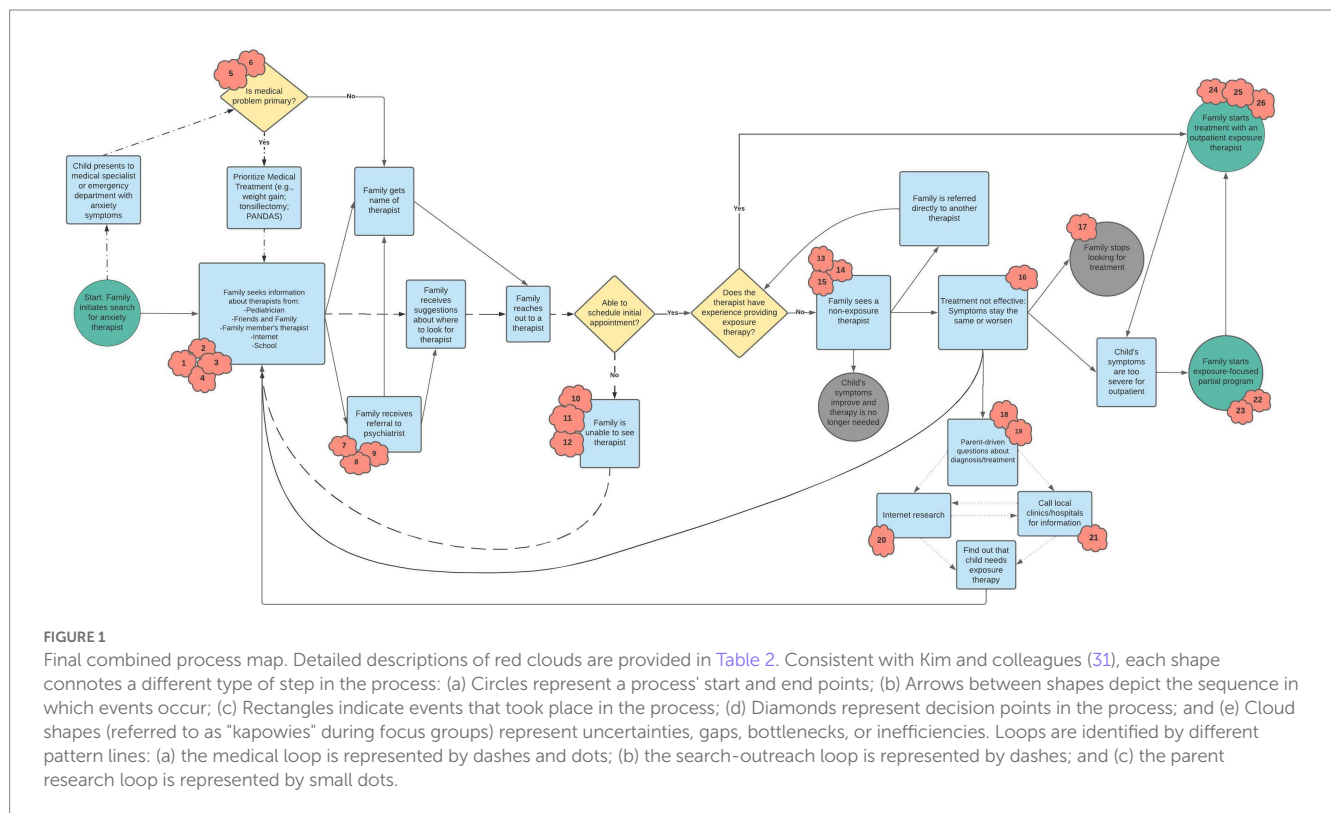 5
6
Is medical
problem primary?
No
Yes
Child presents to
medical specialist
or emergency
department with
anxiety
symptoms
Prioritize Medical
Treatment (e.g.,
weight gain;
tonsillectomy;
PANDAS)
Family gets
name of
therapist
Start: Family
initiates search
for anxiety
therapist
Family seeks information
about therapists from:
-Pediatrician
-Friends and Family
-Family member's therapist
-Internet
-School
1
2
3
4
Family
receives
suggestions
about where to
look for
therapist
Family receives
referral to
psychiatrist
7
8
9
Family
reaches
out to a
therapist
Able to
schedule initial
appointment?
Yes
No
10
11
12
Family is
unable to see
therapist
Does the
therapist have
experience providing
exposure
therapy?
Yes
No
13
14
15
Family sees a
non-exposure
therapist
Child's
symptoms
improve and
therapy is no
longer needed
Family is referred
directly to another
therapist
16
Treatment not effective:
Symptoms stay
the same or worsen
17
Family stops
looking for
treatment
Child's
symptoms
are too
severe for
outpatient
24
25
26
Family starts
treatment with an
outpatient exposure
therapist
Family starts
exposure-focused
partial program
22
23
18
19
Parent-driven
questions about
diagnosis/treatment
Internet research
20
Call local
clinics/hospitals
for information
21
Find out that
child needs
exposure
therapy
FIGURE 1
Final combined process map. Detailed descriptions of red clouds are provided in Table 2. Consistent with Kim and colleagues (31), each shape
connotes a different type of step in the process: (a) Circles represent a process' start and end points; (b) Arrows between shapes depict the sequence in
which events occur; (c) Rectangles indicate events that took place in the process; (d) Diamonds represent decision points in the process; and (e) Cloud
shapes (referred to as "kapowies" during focus groups) represent uncertainties, gaps, bottlenecks, or inefficiencies. Loops are identified by different
pattern lines: (a) the medical loop is represented by dashes and dots; (b) the search-outreach loop is represented by dashes; and (c) the parent
research loop is represented by small dots.